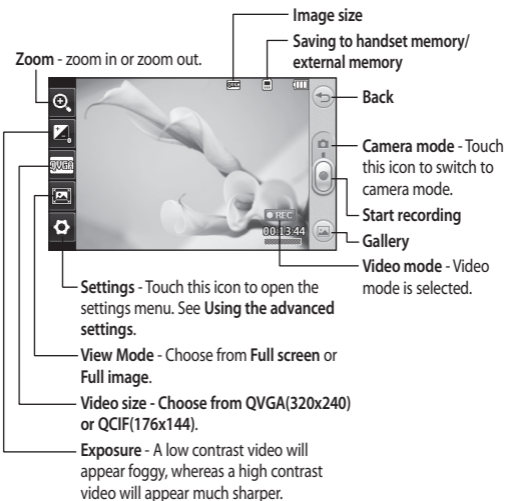 Image size
Saving to handset memory/
external memory
Zoom - zoom in or zoom out.
Back
Camera mode - Touch
this icon to switch to
camera mode.
Start recording
Gallery
Video mode - Video
mode is selected.
QVGA
REC
00:13:44
Settings - Touch this icon to open the
settings menu. See Using the advanced
settings.
View Mode - Choose from Full screen or
Full image.
Video size - Choose from QVGA(320x240)
or QCIF(176x144).
Exposure - A low contrast video will
appear foggy, whereas a high contrast
video will appear much sharper.